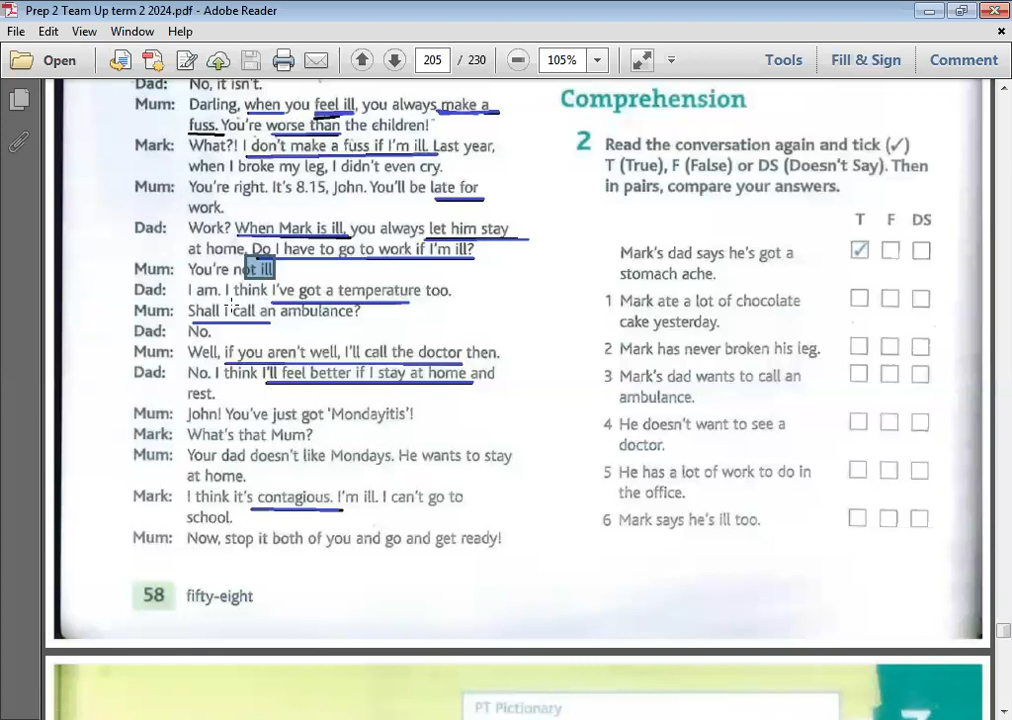 Prep 2 Team Up term 2 2024.pdf - Adobe Reader
File Edit View Window Help
Open 205 / 230 105% Tools Fill & Sign Comment
Dad: No, it isn't.
Mum: Darling, when you feel ill, you always make a
fuss. You're worse than the children!
Mark: What?! I don't make a fuss if I'm ill. Last year,
when I broke my leg, I didn't even cry.
Mum: You're right. It's 8.15, John. You'll be late for
work.
Dad: Work? When Mark is ill, you always let him stay
at home. Do I have to go to work if I'm ill?
Mum: You're not ill
Dad: I am. I think I've got a temperature too.
Mum: Shall I call an ambulance?
Dad: No.
Mum: Well, if you aren't well, I'll call the doctor then.
Dad: No. I think I'll feel better if I stay at home and
rest.
Mum: John! You've just got 'Mondayitis'!
Mark: What's that Mum?
Mum: Your dad doesn't like Mondays. He wants to stay
at home.
Mark: I think it's contagious. I'm ill. I can't go to
school.
Mum: Now, stop it both of you and go and get ready!
58 fifty-eight
Comprehension
2 Read the conversation again and tick (✓)
T (True), F (False) or DS (Doesn't Say). Then
in pairs, compare your answers.
T F DS
Mark's dad says he's got a
stomach ache.
1 Mark ate a lot of chocolate
cake yesterday.
2 Mark has never broken his leg.
3 Mark's dad wants to call an
ambulance.
4 He doesn't want to see a
doctor.
5 He has a lot of work to do in
the office.
6 Mark says he's ill too.
PT Pictionary